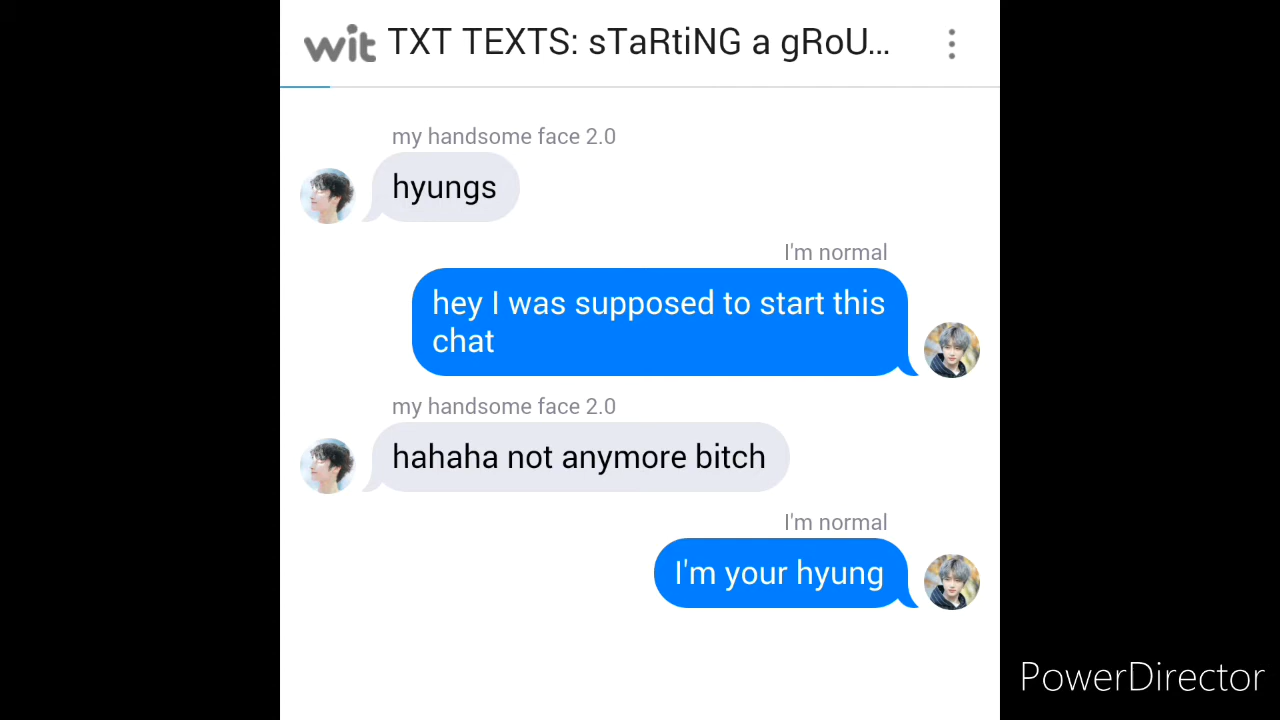 wit TXT TEXTS: sTaRtiNG a gRoU...
my handsome face 2.0
hyungs
I'm normal
hey I was supposed to start this
chat
my handsome face 2.0
hahaha not anymore bitch
I'm normal
I'm your hyung
PowerDirector